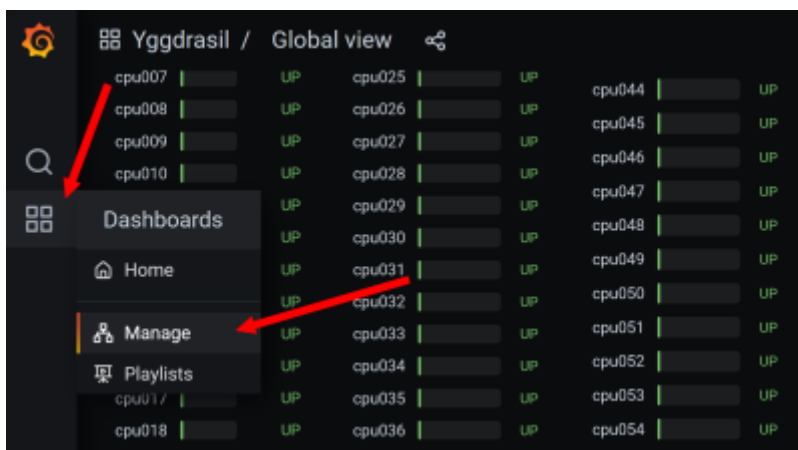 Yggdrasil / Global view
cpu007 UP
cpu008 UP
cpu009 UP
cpu010 UP
Dashboards UP
UP
Home UP
UP
Manage UP
Playlists UP
cpu017 UP
cpu018 UP
cpu025 UP
cpu026 UP
cpu027 UP
cpu028 UP
cpu029 UP
cpu030 UP
cpu031 UP
cpu032 UP
cpu033 UP
cpu034 UP
cpu035 UP
cpu036 UP
cpu044 UP
cpu045 UP
cpu046 UP
cpu047 UP
cpu048 UP
cpu049 UP
cpu050 UP
cpu051 UP
cpu052 UP
cpu053 UP
cpu054 UP